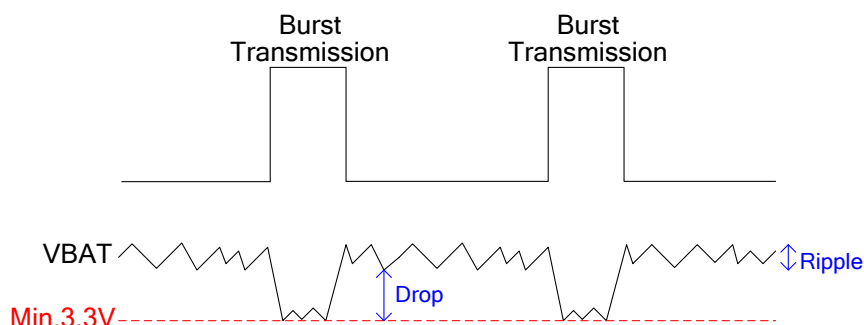 Burst
Transmission
Burst
Transmission
VBAT
Ripple
Drop
Min.3.3V